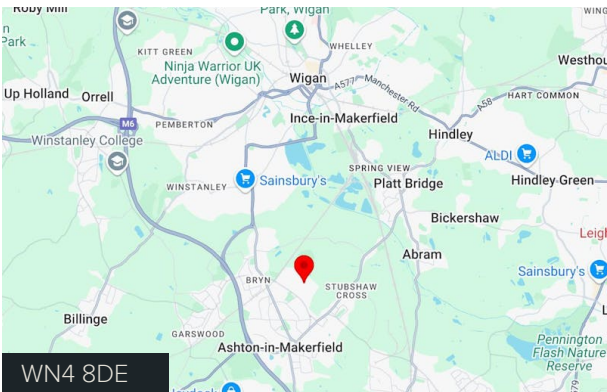 Roby Mill
Park, Wigan
Park
KITT GREEN
WHELLEY
Ninja Warrior UK
Adventure (Wigan)
Wigan
Westhou
Up Holland
Orrell
A577
Manchester Rd
A58
HART COMMON
M6
PEMBERTON
Ince-in-Makerfield
Hindley
Winstanley College
ALDI
SPRING VIEW
WINSTANLEY
Sainsbury's
Platt Bridge
Hindley Green
Bickershaw
Leigh
Abram
BRYN
Sainsbury's
STUBSHAW
CROSS
Billinge
GARSWOOD
Ashton-in-Makerfield
Pennington
Flash Nature
Reserve
WN4 8DE